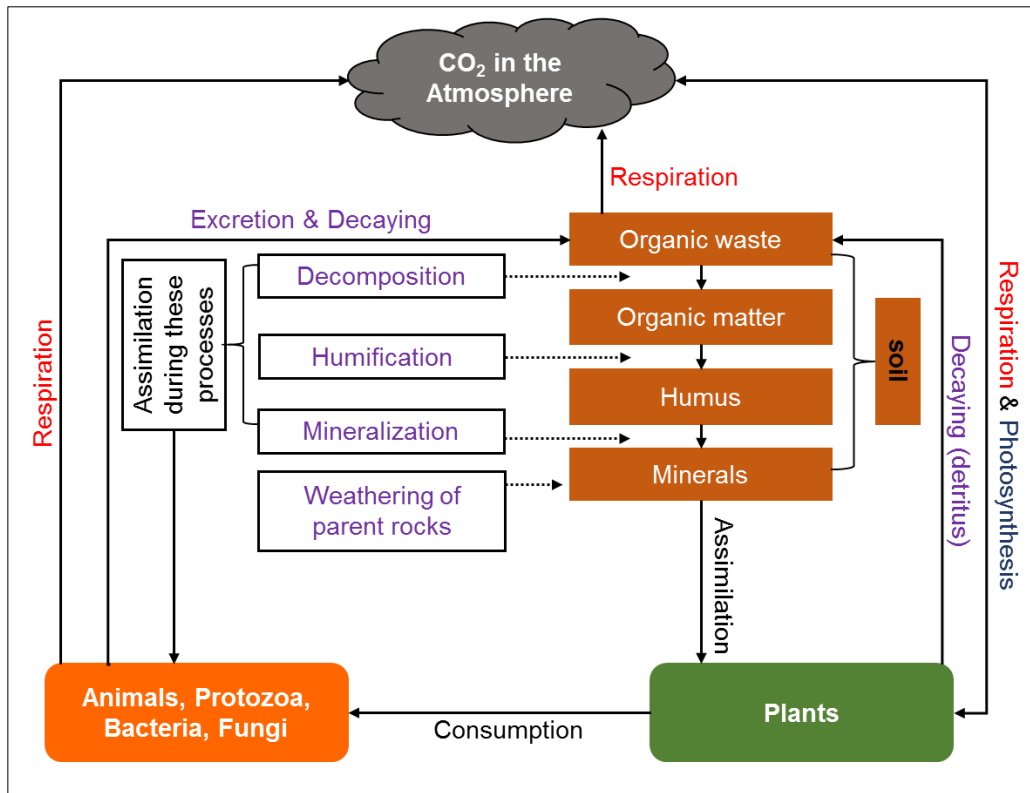 CO₂ in the
Atmosphere
Respiration
Excretion & Decaying
Organic waste
Decomposition
Organic matter
Humification
Humus
Mineralization
Minerals
Weathering of
parent rocks
Assimilation
during these
processes
soil
Respiration
Respiration & Photosynthesis
Decaying (detritus)
Assimilation
Animals, Protozoa,
Bacteria, Fungi
Consumption
Plants